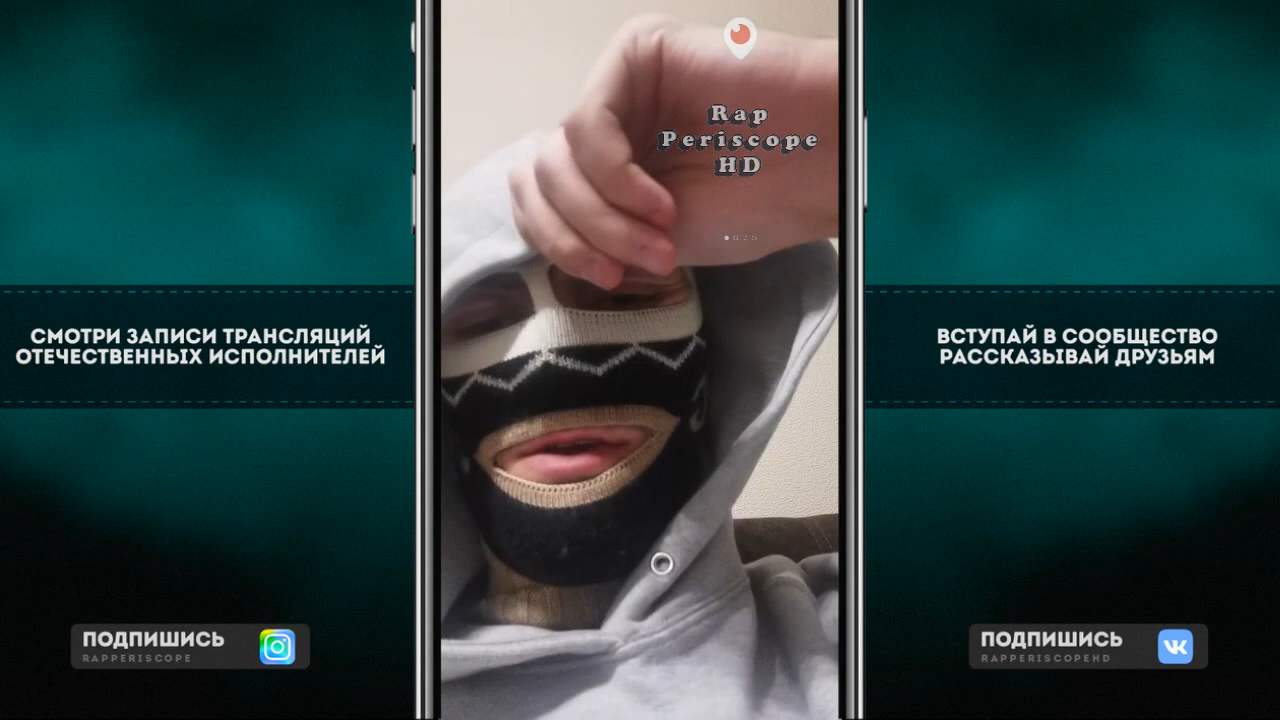 Rap
Periscope
HD
СМОТРИ ЗАПИСИ ТРАНСЛЯЦИЙ
ОТЕЧЕСТВЕННЫХ ИСПОЛНИТЕЛЕЙ
ВСТУПАЙ В СООБЩЕСТВО
РАССКАЗЫВАЙ ДРУЗЬЯМ
ПОДПИШИСЬ
RAPPERISCOPE
ПОДПИШИСЬ
RAPPERISCOPEHD